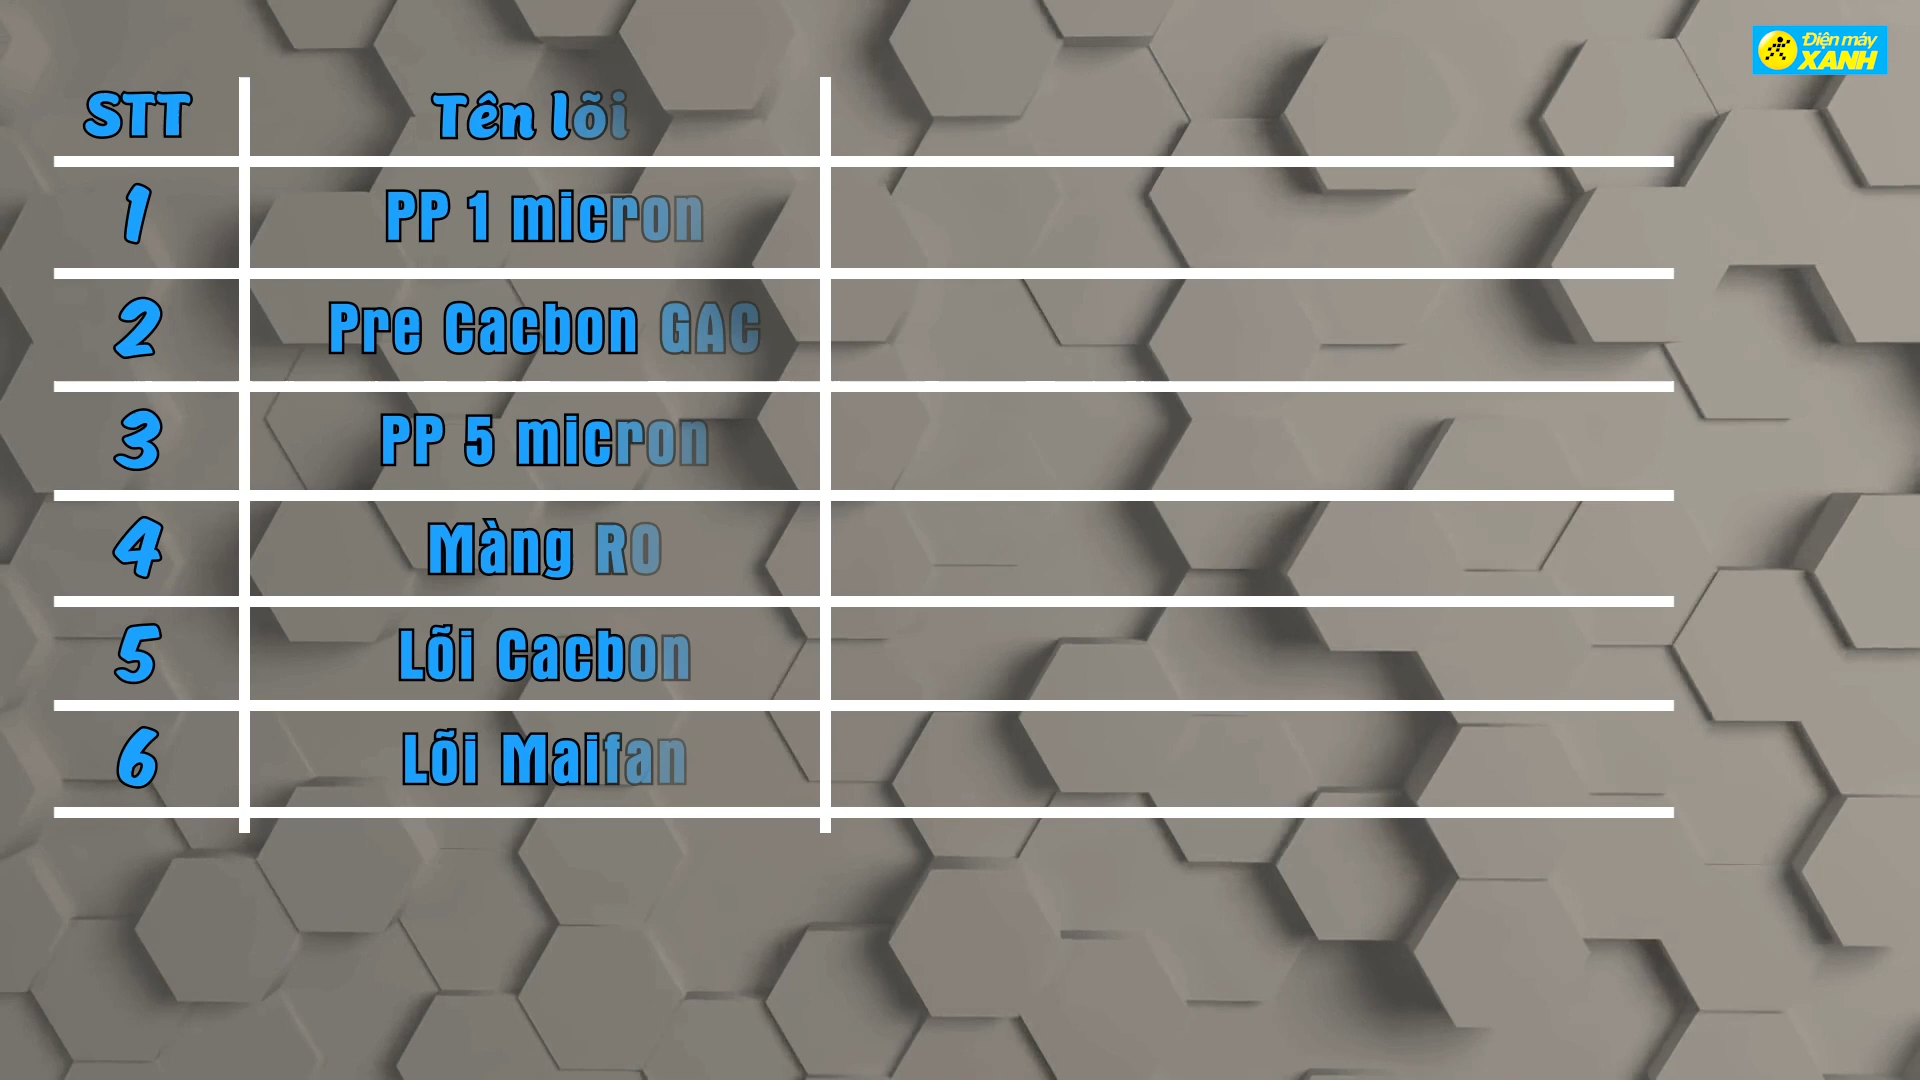 Điện máy
XANH
STT Tên lõi
1 PP 1 micron
2 Pre Cacbon GAC
3 PP 5 micron
4 Màng RO
5 Lõi Cacbon
6 Lõi Maifan